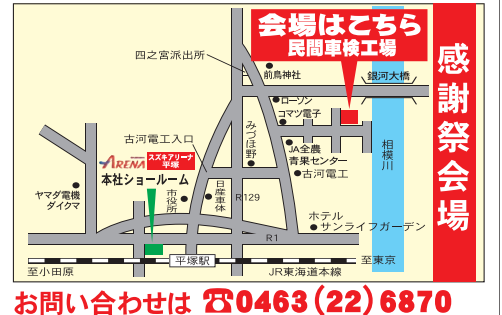 会場はこちら
民間車検工場
感謝祭会場
四之宮派出所
前鳥神社
銀河大橋
ローソン
コマツ電子
古河電工入口
みづほ野
JA全農
青果センター
古河電工
相模川
ARENA
スズキアリーナ
平塚
本社ショールーム
ヤマダ電機
ダイクマ
市役所
日産車体
R129
ホテル
サンライフガーデン
R1
至小田原
平塚駅
JR東海道本線
至東京
お問い合わせは ☎0463(22)6870